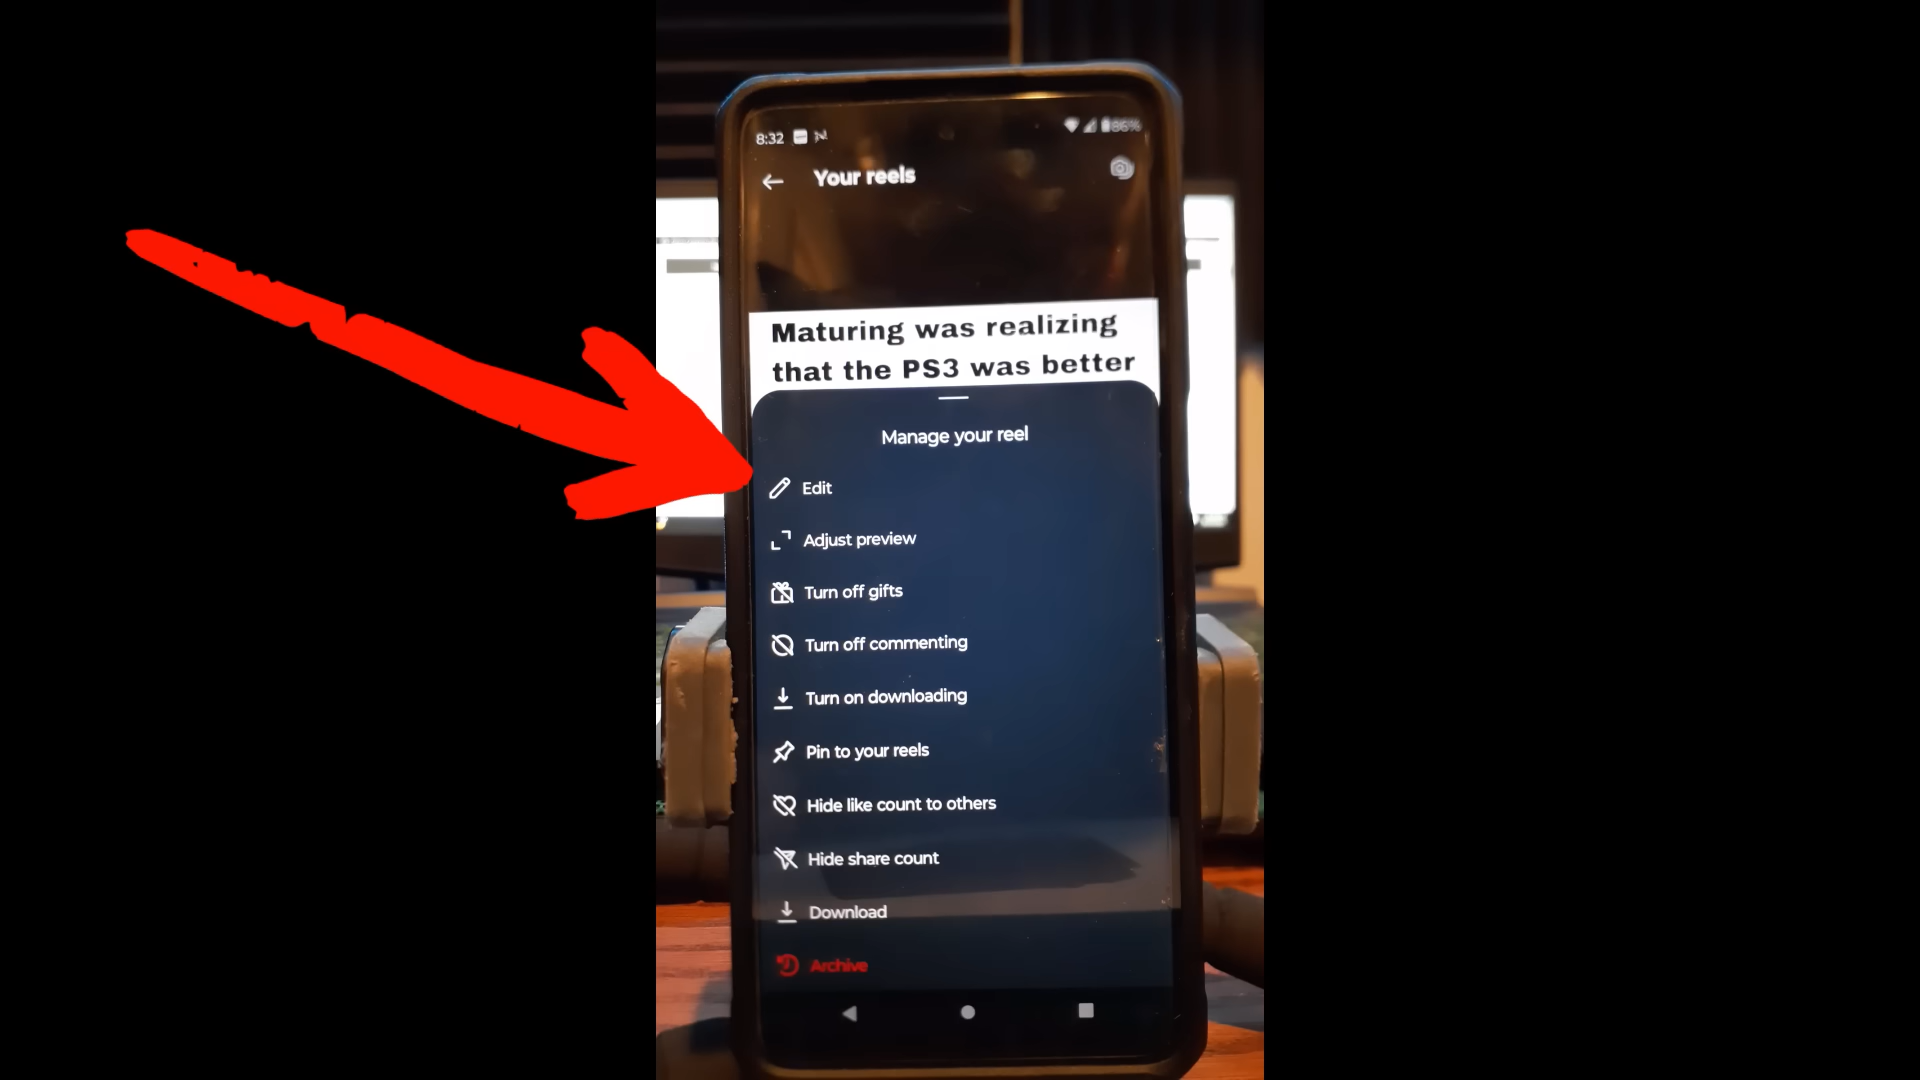 8:32
86%
Your reels
Maturing was realizing
that the PS3 was better
Manage your reel
Edit
Adjust preview
Turn off gifts
Turn off commenting
Turn on downloading
Pin to your reels
Hide like count to others
Hide share count
Download
Archive